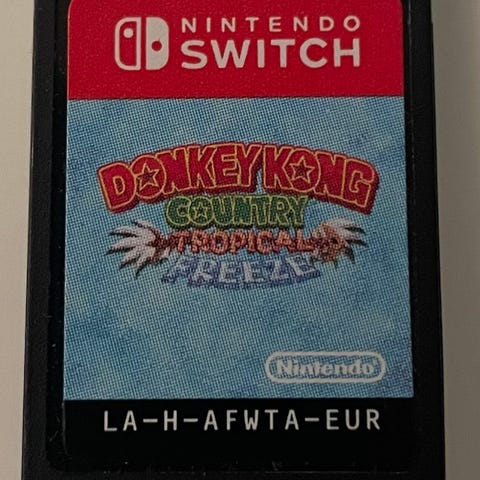 NINTENDO
SWITCH
DONKEY KONG
COUNTRY
TROPICAL
FREEZE
Nintendo
LA-H-AFWTA-EUR